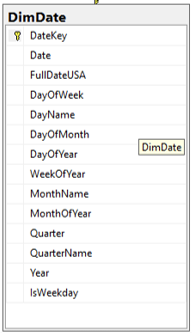 DimDate
DateKey
Date
FullDateUSA
DayOfWeek
DayName
DayOfMonth
DimDate
DayOfYear
WeekOfYear
MonthName
MonthOfYear
Quarter
QuarterName
Year
IsWeekday